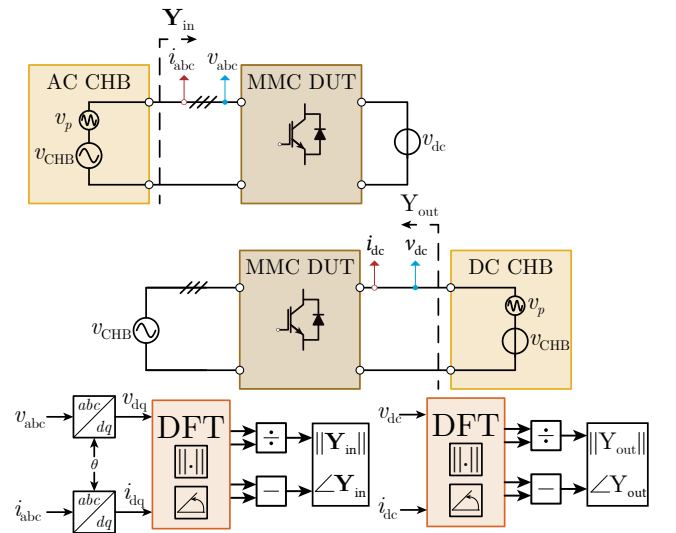 Y_in
i_abc v_abc
AC CHB
MMC DUT
v_p
v_CHB
v_dc
Y_out
i_dc v_dc
MMC DUT
DC CHB
v_CHB
v_p
v_CHB
v_abc
abc
dq
v_dq
θ
i_abc
abc
dq
i_dq
DFT
||.||
÷
−
||Y_in||
∠Y_in
v_dc
i_dc
DFT
||.||
÷
−
||Y_out||
∠Y_out